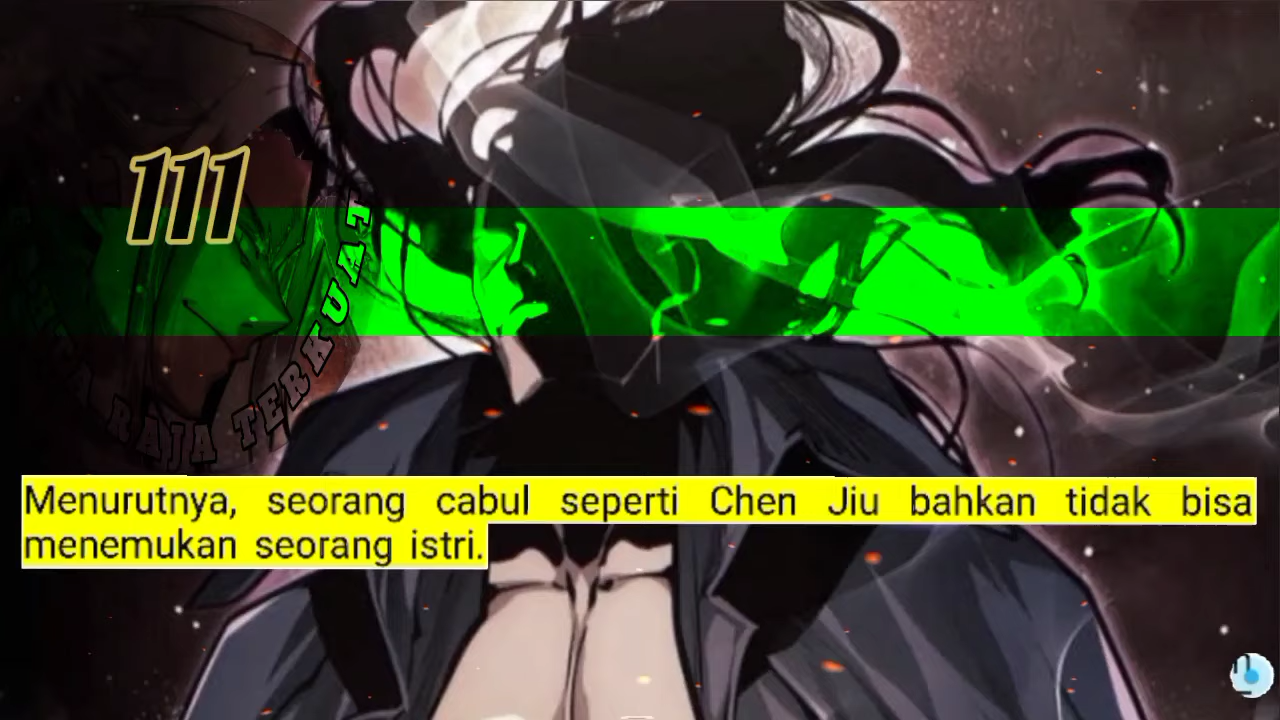 111
RAJA TERKUAT
Menurutnya, seorang cabul seperti Chen Jiu bahkan tidak bisa
menemukan seorang istri.